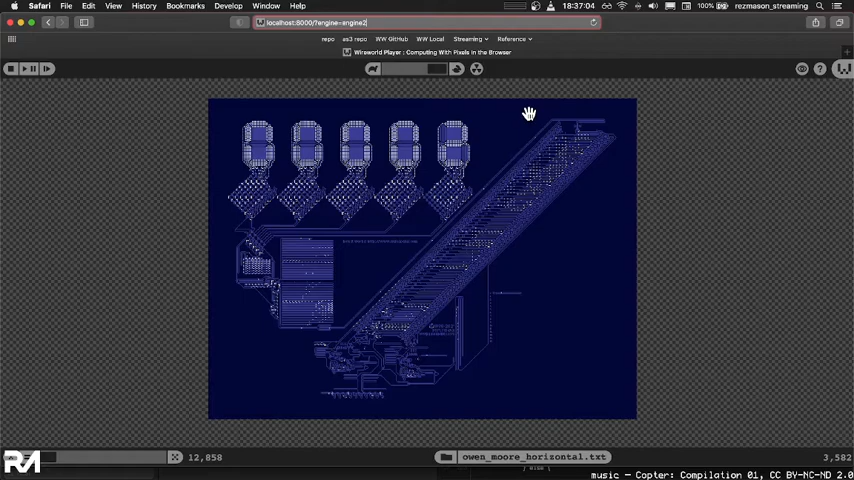 Safari File Edit View History Bookmarks Develop Window Help 18:37:04 100% rezmason_streaming
localhost:8000/?engine=engine2
repo as3 repo WW GitHub WW Local Streaming Reference
Wireworld Player : Computing With Pixels in the Browser
12,858 owen_moore_horizontal.txt 3,582
music - Copter: Compilation 01, CC BY-NC-ND 2.0